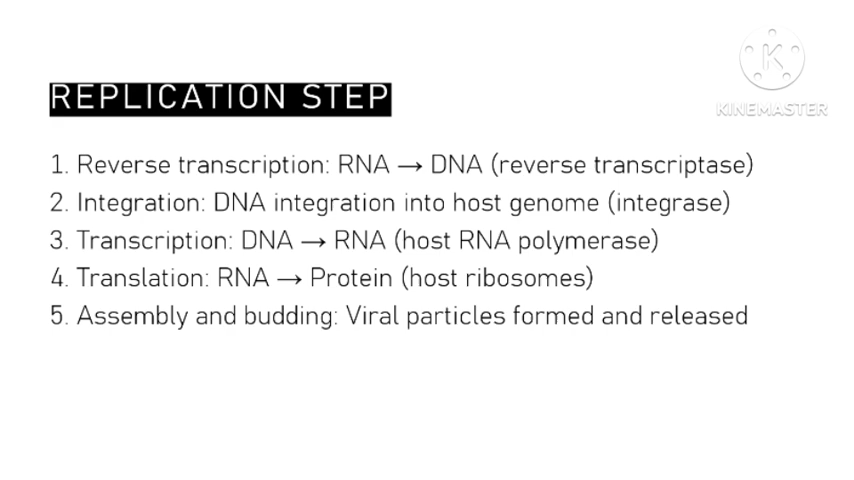 K
KINEMASTER
REPLICATION STEP
1. Reverse transcription: RNA → DNA (reverse transcriptase)
2. Integration: DNA integration into host genome (integrase)
3. Transcription: DNA → RNA (host RNA polymerase)
4. Translation: RNA → Protein (host ribosomes)
5. Assembly and budding: Viral particles formed and released